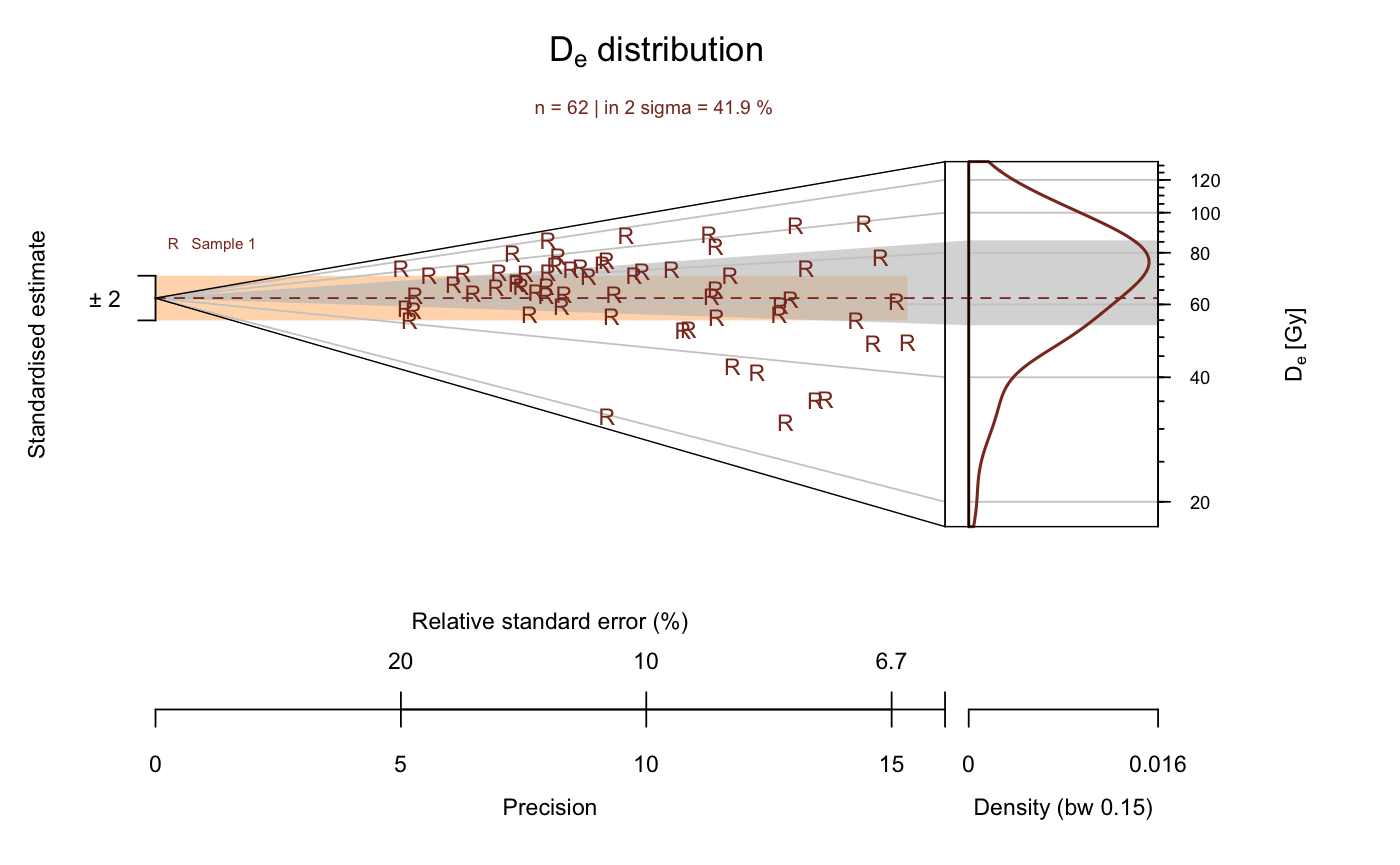 De distribution
n = 62 | in 2 sigma = 41.9 %
R Sample 1
Standardised estimate
± 2
120
100
80
60
40
20
De [Gy]
Relative standard error (%)
20 10 6.7
0 5 10 15 0 0.016
Precision Density (bw 0.15)